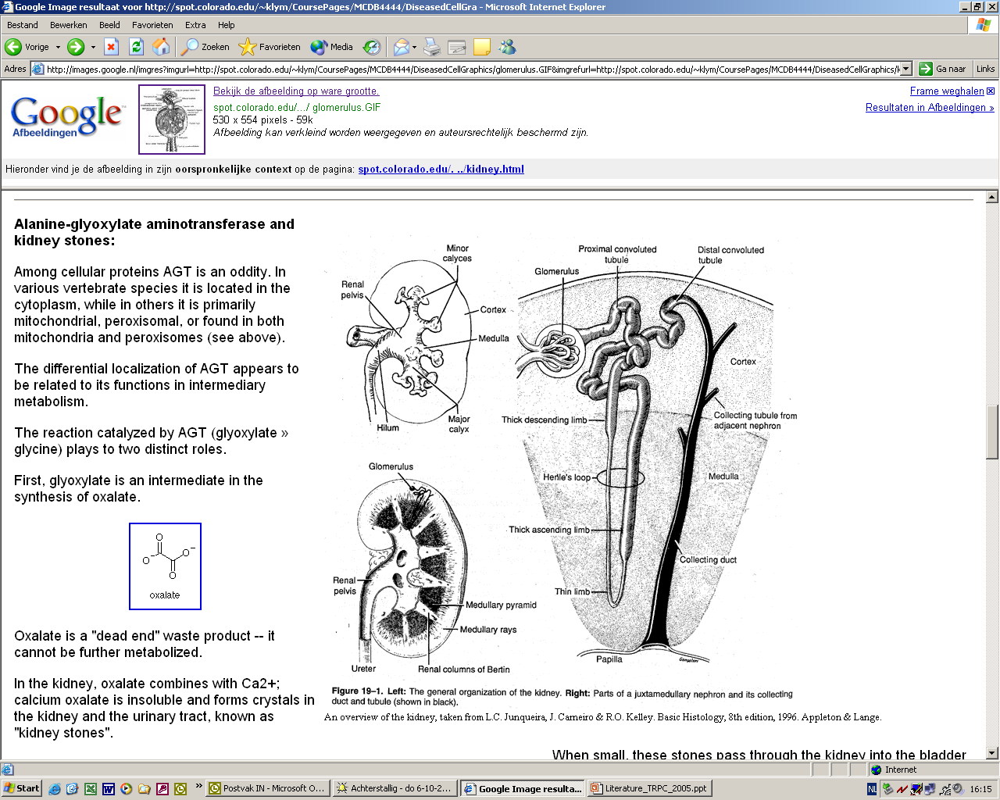 Google Image resultaat voor http://spot.colorado.edu/~klym/CoursePages/MCDB4444/DiseasedCellGra - Microsoft Internet Explorer
Bestand Bewerken Beeld Favorieten Extra Help
Vorige Zoeken Favorieten Media
Adres http://images.google.nl/imgres?imgurl=http://spot.colorado.edu/~klym/CoursePages/MCDB4444/DiseasedCellGraphics/glomerulus.GIF&imgrefurl=http://spot.colorado.edu/~klym/CoursePages/MCDB4444/DiseasedCellGraphics/k Ga naar Links
Google
Afbeeldingen
Bekijk de afbeelding op ware grootte.
spot.colorado.edu/.../ glomerulus.GIF
530 x 554 pixels - 59k
Afbeelding kan verkleind worden weergegeven en auteursrechtelijk beschermd zijn.
Frame weghalen
Resultaten in Afbeeldingen »
Hieronder vind je de afbeelding in zijn oorspronkelijke context op de pagina: spot.colorado.edu/. ../kidney.html
Alanine-glyoxylate aminotransferase and
kidney stones:
Among cellular proteins AGT is an oddity. In
various vertebrate species it is located in the
cytoplasm, while in others it is primarily
mitochondrial, peroxisomal, or found in both
mitochondria and peroxisomes (see above).
The differential localization of AGT appears to
be related to its functions in intermediary
metabolism.
The reaction catalyzed by AGT (glyoxylate »
glycine) plays to two distinct roles.
First, glyoxylate is an intermediate in the
synthesis of oxalate.
O
O-
O-
O
oxalate
Oxalate is a "dead end" waste product -- it
cannot be further metabolized.
In the kidney, oxalate combines with Ca2+;
calcium oxalate is insoluble and forms crystals in
the kidney and the urinary tract, known as
"kidney stones".
Minor
calyces
Renal
pelvis
Cortex
Medulla
Hilum
Major
calyx
Glomerulus
Renal
pelvis
Medullary pyramid
Medullary rays
Ureter
Renal columns of Bertin
Proximal convoluted
tubule
Distal convoluted
tubule
Glomerulus
Cortex
Thick descending limb
Collecting tubule from
adjacent nephron
Henle's loop
Medulla
Thick ascending limb
Collecting duct
Thin limb
Papilla
Figure 19–1. Left: The general organization of the kidney. Right: Parts of a juxtamedullary nephron and its collecting
duct and tubule (shown in black).
An overview of the kidney, taken from L.C. Junqueira, J. Carneiro & R.O. Kelley. Basic Histology, 8th edition, 1996. Appleton & Lange.
When small, these stones pass through the kidney into the bladder
Internet
Start Postvak IN - Microsoft O... Achterstallig - do 6-10-2... Google Image resulta... Literature_TRPC_2005.ppt NL 16:15